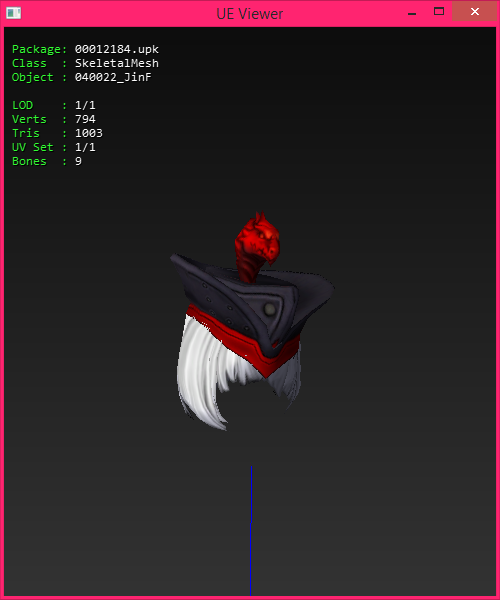 UE Viewer
Package: 00012184.upk
Class : SkeletalMesh
Object : 040022_JinF
LOD : 1/1
Verts : 794
Tris : 1003
UV Set : 1/1
Bones : 9